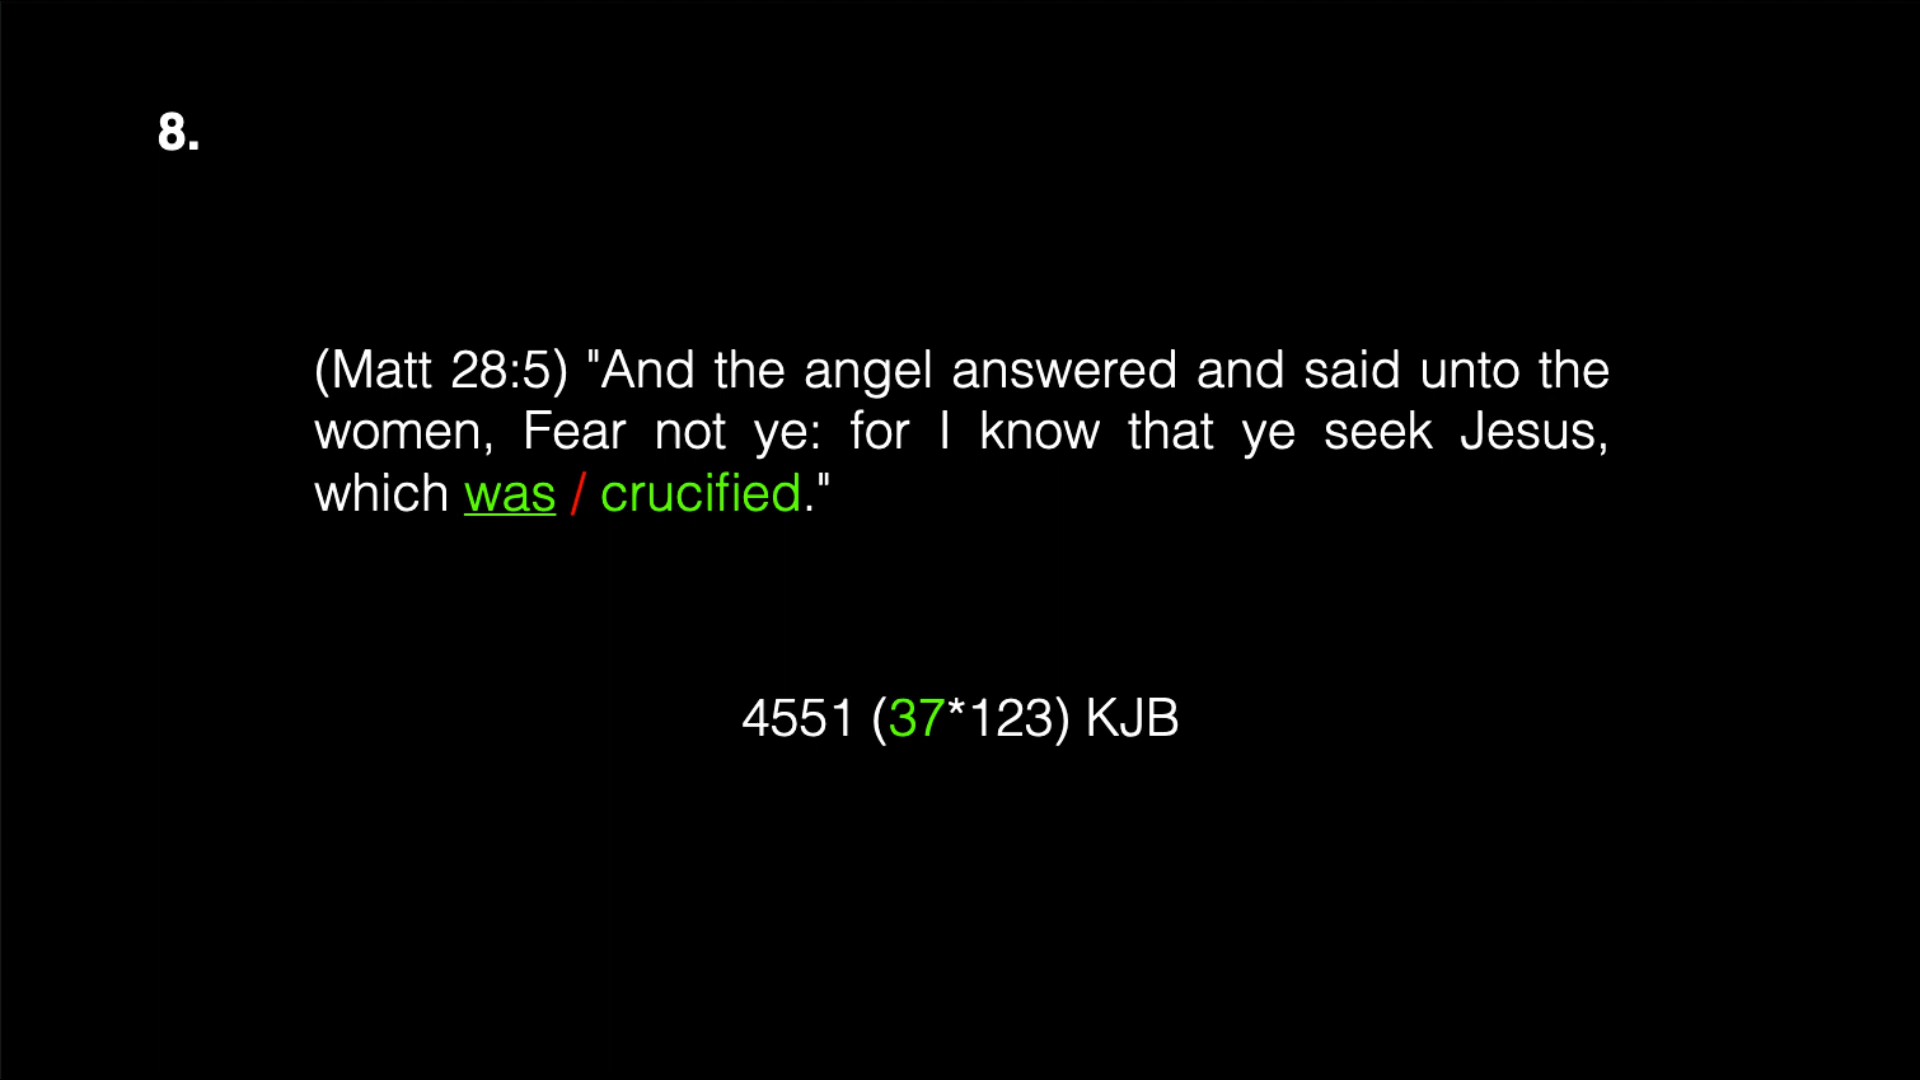 8.
(Matt 28:5) "And the angel answered and said unto the
women, Fear not ye: for I know that ye seek Jesus,
which was / crucified."
4551 (37*123) KJB